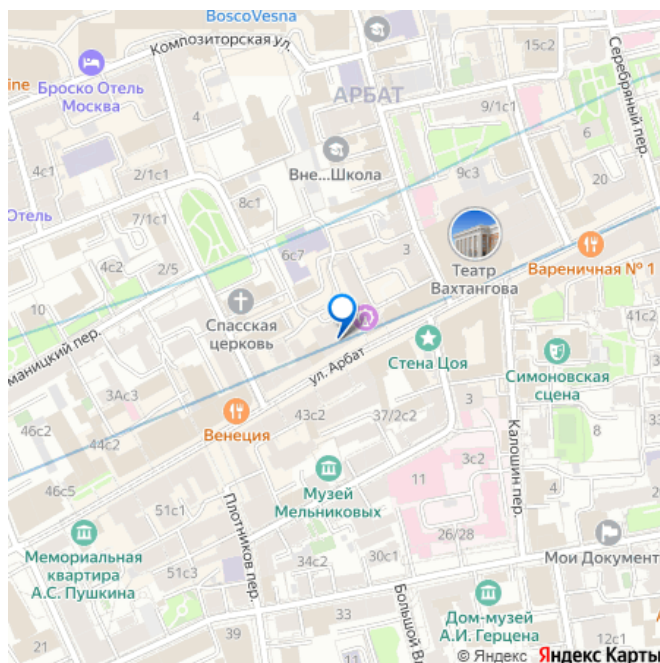 BoscoVesna
Композиторская ул.
15с2
Серебряный пер.
ine
Броско Отель
Москва
АРБАТ
4
9/1с1
6
Вне...Школа
4с1
2/1с1
9с3
20
8с1
Отель
7/1с1
3
Театр
Вахтангова
Вареничная № 1
6с7
4с2
2/5
10
Спасская
церковь
маницкий пер.
41с2
ул. Арбат
Стена Цоя
Симоновская
сцена
3Ас3
Венеция
43с2
37/2с2
46с2
44с2
8
3с2
Калошин пер.
46с5
11
4
Музей
Мельниковых
51с1
Плотников пер.
26/28
Мои Документ
Мемориальная
квартира
А.С. Пушкина
34с2
30с1
51с3
Большой В
Дом-музей
А.И. Герцена
33
39
21
12с1
© Яндекс Яндекс Карты